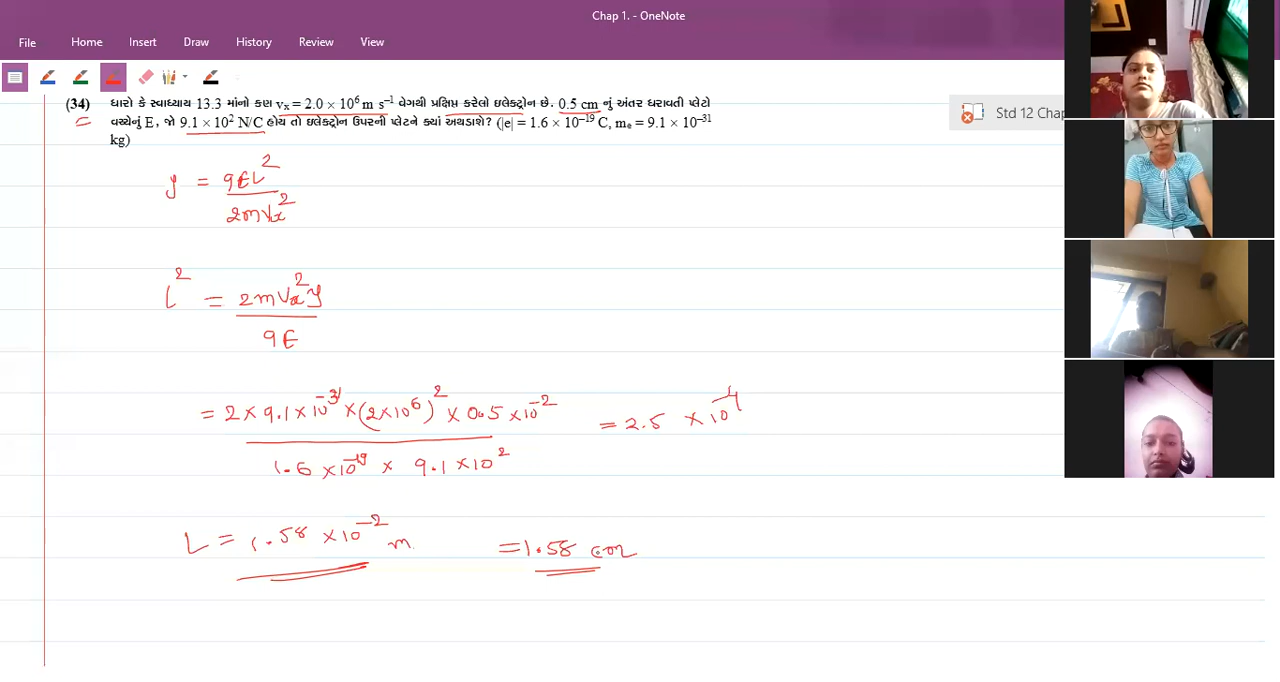 Chap 1. - OneNote
File Home Insert Draw History Review View
(34) ધારો કે સ્વાધ્યાય 13.3 માંનો કણ vₓ = 2.0 × 10⁶ m s⁻¹ વેગથી પ્રક્ષિપ્ત કરેલો ઇલેક્ટ્રોન છે. 0.5 cm નું અંતર ધરાવતી પ્લેટો
વચ્ચેનું E, જો 9.1 × 10² N/C હોય તો ઇલેક્ટ્રોન ઉપરની પ્લેટને ક્યાં અથડાશે? (|e| = 1.6 × 10⁻¹⁹ C, mₑ = 9.1 × 10⁻³¹
kg)
Std 12 Chap
y = qEL²
2mVx²
L² = 2mVx²y
qE
= 2 × 9.1 × 10⁻³¹ × (2×10⁶)² × 0.5 × 10⁻² = 2.5 × 10⁻⁴
1.6 × 10⁻¹⁹ × 9.1 × 10²
L = 1.58 × 10⁻² m = 1.58 cm